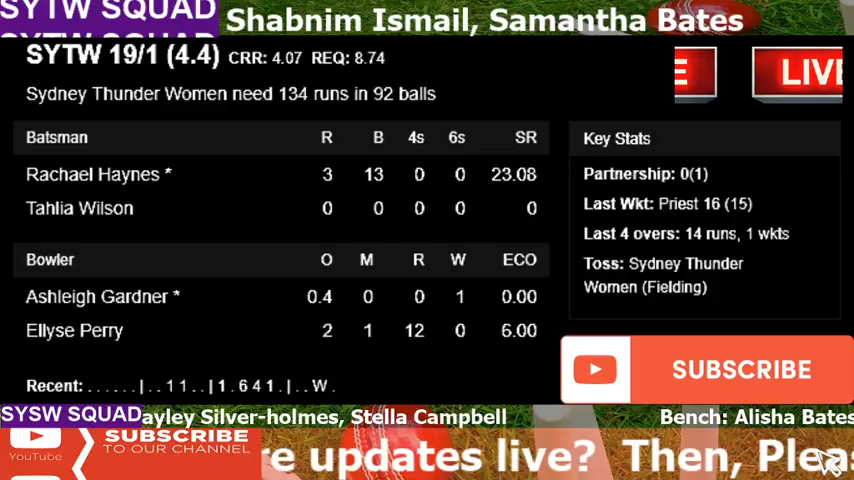 SYTW SQUAD Shabnim Ismail, Samantha Bates
SYTW 19/1 (4.4) CRR: 4.07 REQ: 8.74
LIVE
Sydney Thunder Women need 134 runs in 92 balls
Batsman R B 4s 6s SR
Rachael Haynes * 3 13 0 0 23.08
Tahlia Wilson 0 0 0 0 0
Key Stats
Partnership: 0(1)
Last Wkt: Priest 16 (15)
Last 4 overs: 14 runs, 1 wkts
Toss: Sydney Thunder
Women (Fielding)
Bowler O M R W ECO
Ashleigh Gardner * 0.4 0 0 1 0.00
Ellyse Perry 2 1 12 0 6.00
SUBSCRIBE
Recent: . . . . . . | . . 1 1 . . | 1 . 6 4 1 . | . . W .
SYSW SQUAD ayley Silver-holmes, Stella Campbell Bench: Alisha Bates
YouTube
SUBSCRIBE
TO OUR CHANNEL
re updates live? Then, Pleas